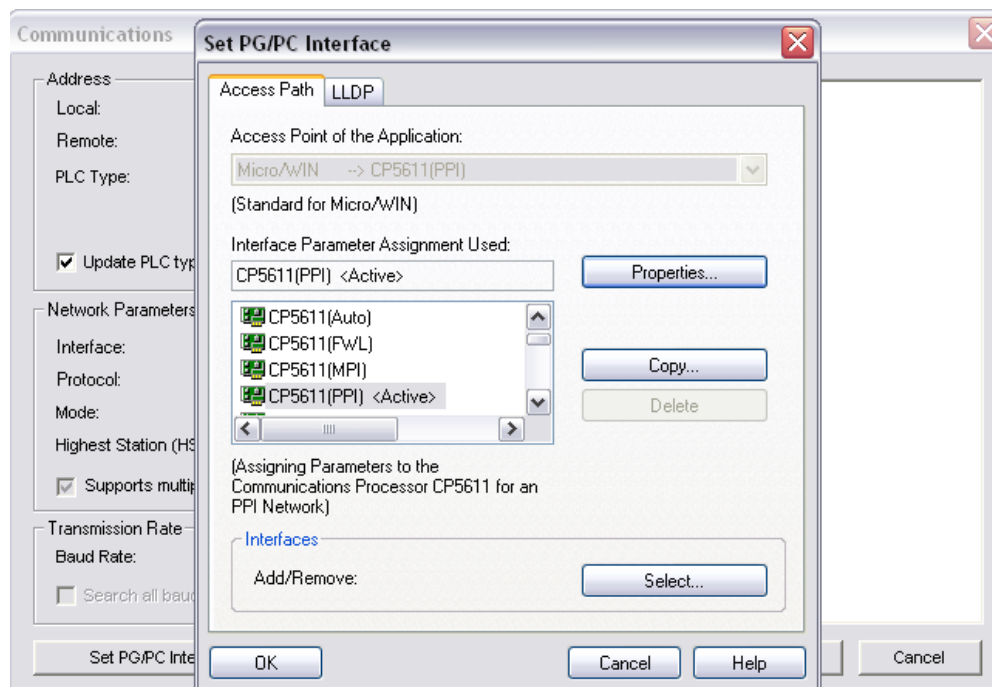 Communications
Address
Local:
Remote:
PLC Type:
Update PLC typ
Network Parameters
Interface:
Protocol:
Mode:
Highest Station (HS
Supports multip
Transmission Rate
Baud Rate:
Search all baud
Set PG/PC Inte
Cancel
Set PG/PC Interface
Access Path
LLDP
Access Point of the Application:
Micro/WIN --> CP5611(PPI)
(Standard for Micro/WIN)
Interface Parameter Assignment Used:
CP5611(PPI) <Active>
Properties...
CP5611(Auto)
CP5611(FWL)
CP5611(MPI)
CP5611(PPI) <Active>
Copy...
Delete
(Assigning Parameters to the
Communications Processor CP5611 for an
PPI Network)
Interfaces
Add/Remove:
Select...
OK
Cancel
Help